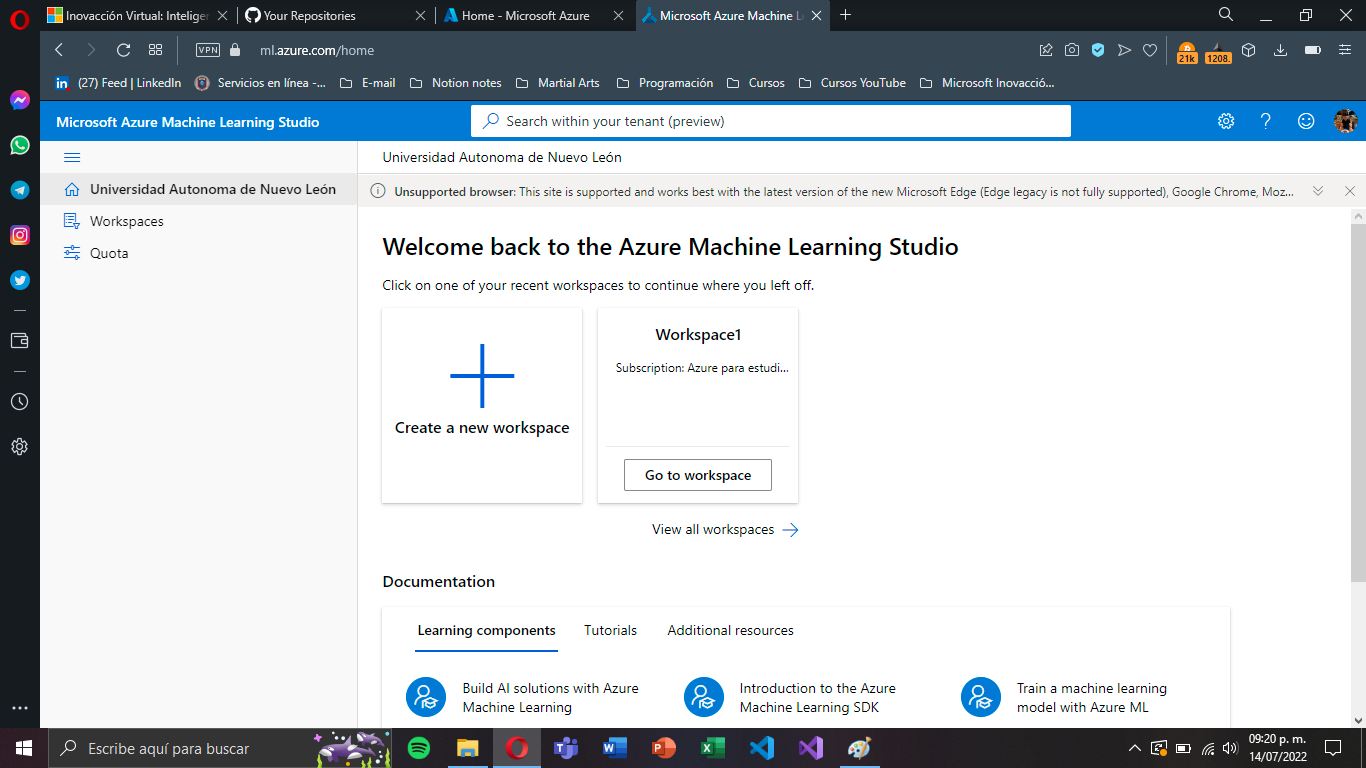 Inovacción Virtual: Inteliger
Your Repositories
Home - Microsoft Azure
Microsoft Azure Machine L
VPN
ml.azure.com/home
21k
1208.
(27) Feed | LinkedIn
Servicios en línea -...
E-mail
Notion notes
Martial Arts
Programación
Cursos
Cursos YouTube
Microsoft Inovacció...
Microsoft Azure Machine Learning Studio
Search within your tenant (preview)
Universidad Autonoma de Nuevo León
Workspaces
Quota
Universidad Autonoma de Nuevo León
Unsupported browser: This site is supported and works best with the latest version of the new Microsoft Edge (Edge legacy is not fully supported), Google Chrome, Moz...
Welcome back to the Azure Machine Learning Studio
Click on one of your recent workspaces to continue where you left off.
Create a new workspace
Workspace1
Subscription: Azure para estudi...
Go to workspace
View all workspaces
Documentation
Learning components
Tutorials
Additional resources
Build AI solutions with Azure
Machine Learning
Introduction to the Azure
Machine Learning SDK
Train a machine learning
model with Azure ML
Escribe aquí para buscar
09:20 p. m.
14/07/2022